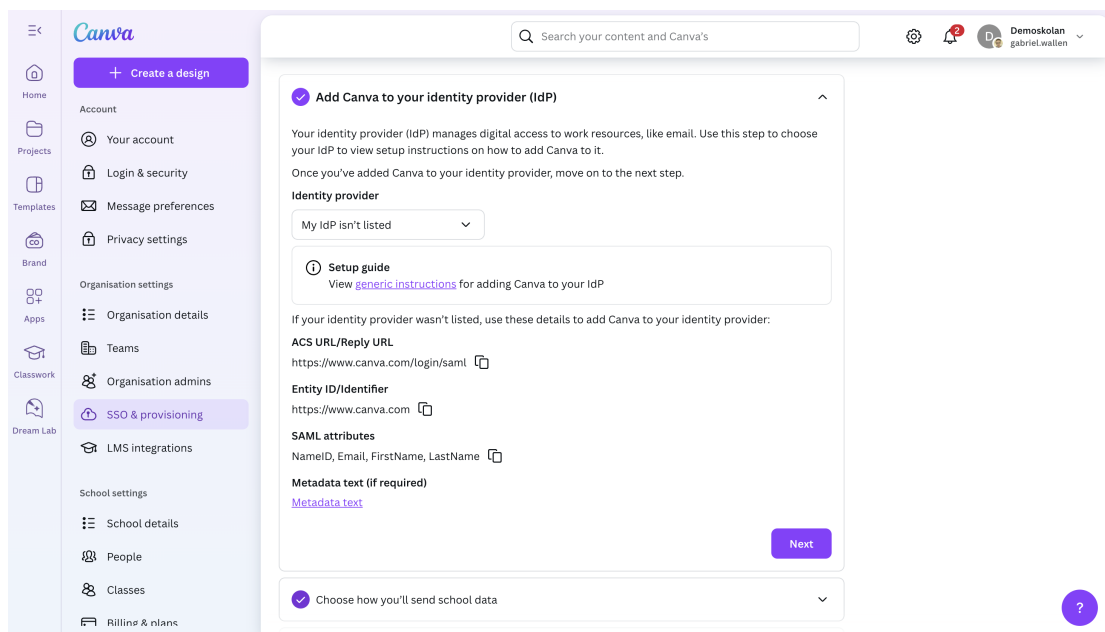 Canva
Search your content and Canva's
2
D
Demoskolan
gabriel.wallen
Home
Projects
Templates
CO
Brand
Apps
Classwork
Dream Lab
Create a design
Account
Your account
Login & security
Message preferences
Privacy settings
Organisation settings
Organisation details
Teams
Organisation admins
SSO & provisioning
LMS integrations
School settings
School details
People
Classes
Billing & plans
Add Canva to your identity provider (IdP)
Your identity provider (IdP) manages digital access to work resources, like email. Use this step to choose
your IdP to view setup instructions on how to add Canva to it.
Once you've added Canva to your identity provider, move on to the next step.
Identity provider
My IdP isn't listed
Setup guide
View generic instructions for adding Canva to your IdP
If your identity provider wasn't listed, use these details to add Canva to your identity provider:
ACS URL/Reply URL
https://www.canva.com/login/saml
Entity ID/Identifier
https://www.canva.com
SAML attributes
NameID, Email, FirstName, LastName
Metadata text (if required)
Metadata text
Next
Choose how you'll send school data
?